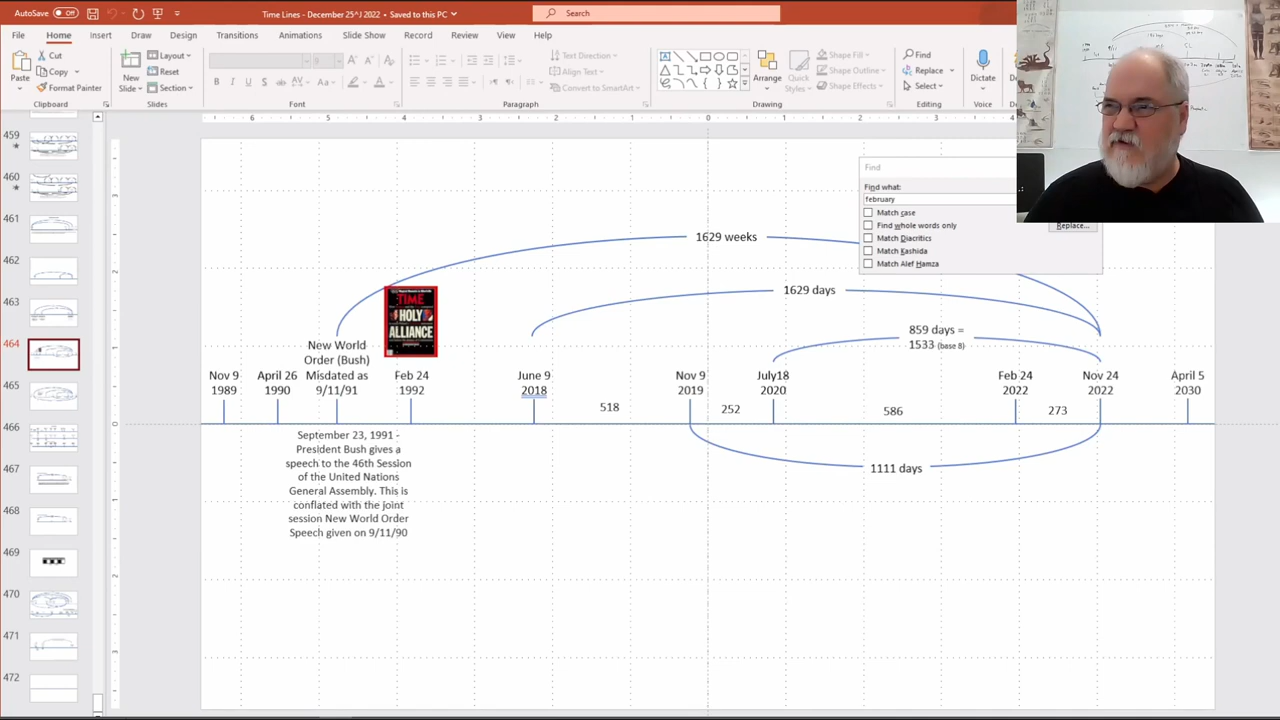 AutoSave Off
Time Lines - December 25^J 2022 • Saved to this PC
Search
File Home Insert Draw Design Transitions Animations Slide Show Record Review View Help
Paste
Cut
Copy
Format Painter
Clipboard
New Slide
Layout
Reset
Section
Slides
Font
Text Direction
Align Text
Convert to SmartArt
Paragraph
Arrange
Quick Styles
Shape Fill
Shape Outline
Shape Effects
Drawing
Find
Replace
Select
Editing
Dictate
Voice
459
460
461
462
463
464
465
466
467
468
469
470
471
472
Find
Find what:
february
Match case
Find whole words only
Match Diacritics
Match Kashida
Match Alef Hamza
Replace...
1629 weeks
1629 days
859 days =
1533 (base 8)
TIME
HOLY
ALLIANCE
New World
Order (Bush)
Misdated as
9/11/91
Nov 9
1989
April 26
1990
Feb 24
1992
June 9
2018
Nov 9
2019
July18
2020
Feb 24
2022
Nov 24
2022
April 5
2030
518
252
586
273
1111 days
September 23, 1991 -
President Bush gives a
speech to the 46th Session
of the United Nations
General Assembly. This is
conflated with the joint
session New World Order
Speech given on 9/11/90